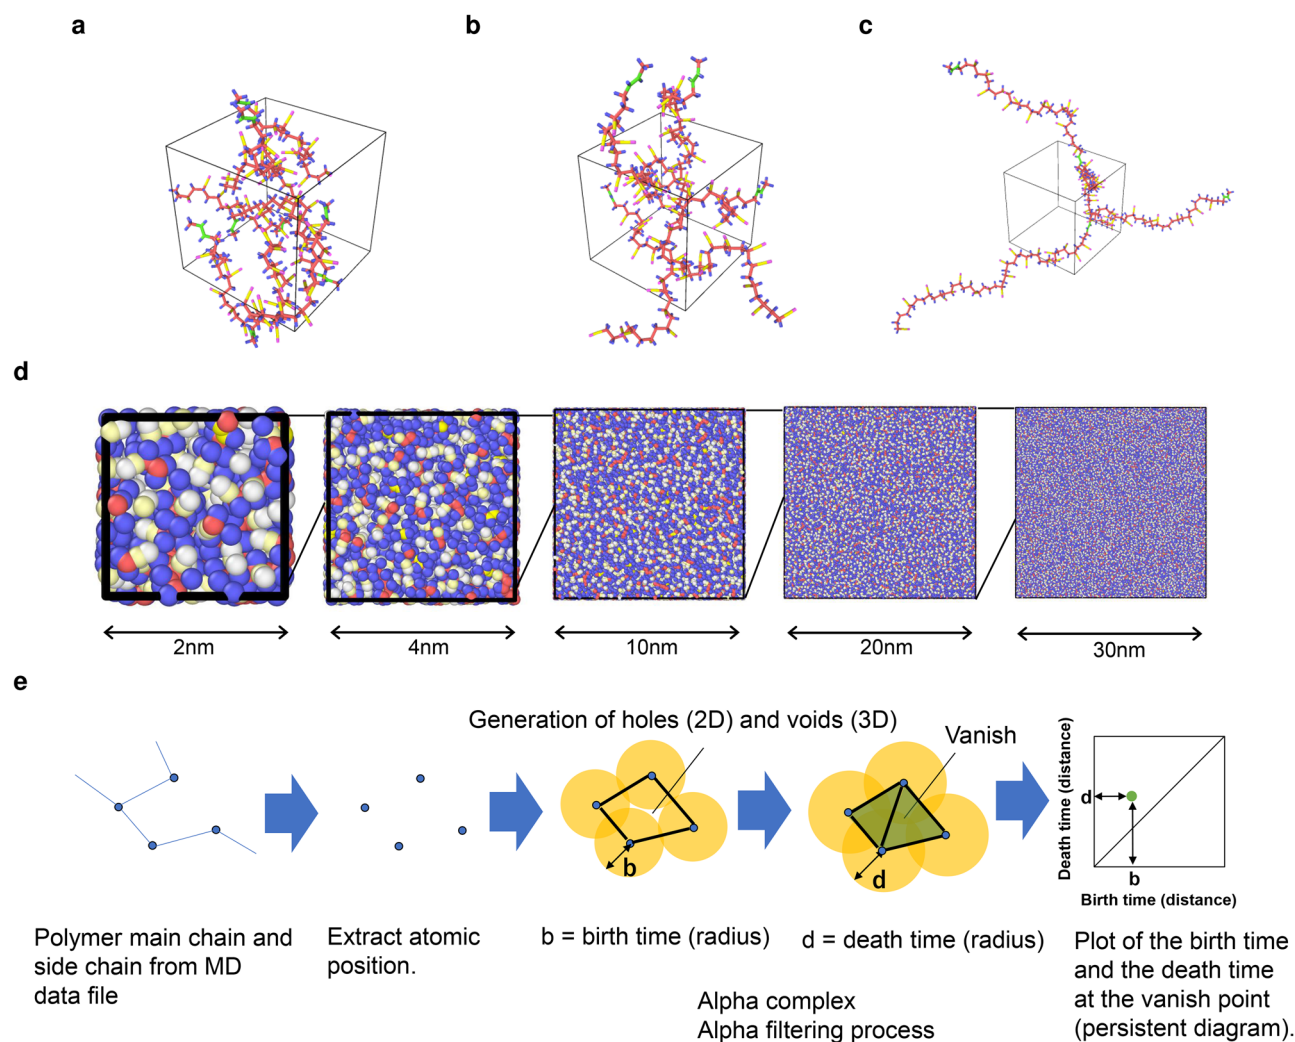 a
b
c
d
2nm
4nm
10nm
20nm
30nm
e
Generation of holes (2D) and voids (3D)
Vanish
b
d
Death time (distance)
d
b
Birth time (distance)
Polymer main chain and
side chain from MD
data file
Extract atomic
position.
b = birth time (radius)
d = death time (radius)
Alpha complex
Alpha filtering process
Plot of the birth time
and the death time
at the vanish point
(persistent diagram).